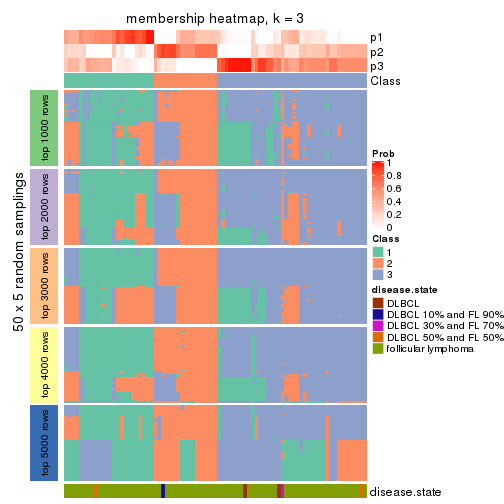 membership heatmap, k = 3
p1
p2
p3
Class
50 x 5 random samplings
top 1000 rows
top 2000 rows
top 3000 rows
top 4000 rows
top 5000 rows
Prob
1
0.8
0.6
0.4
0.2
0
Class
1
2
3
disease.state
DLBCL
DLBCL 10% and FL 90%
DLBCL 30% and FL 70%
DLBCL 50% and FL 50%
follicular lymphoma
disease.state